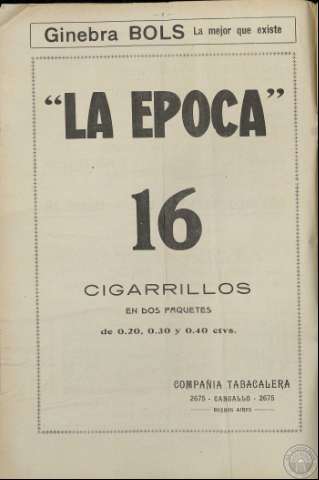 Ginebra BOLS La mejor que existe
"LA EPOCA"
16
CIGARRILLOS
EN DOS PAQUETES
de 0.20, 0.30 y 0.40 ctvs.
COMPAÑIA TABACALERA
2675 - CANGALLO - 2675
BUENOS AIRES